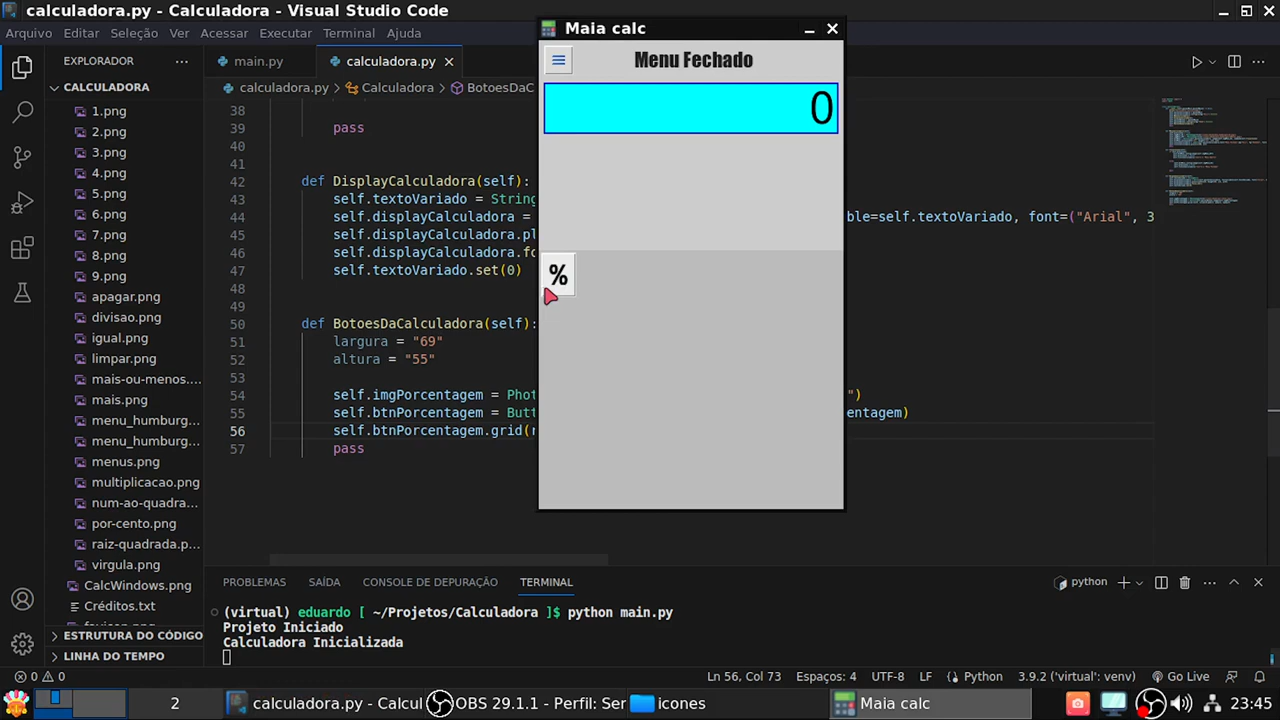 calculadora.py - Calculadora - Visual Studio Code
Arquivo Editar Seleção Ver Acessar Executar Terminal Ajuda
EXPLORADOR
main.py
calculadora.py
CALCULADORA
calculadora.py > Calculadora > BotoesDaC
1.png
2.png
3.png
4.png
5.png
6.png
7.png
8.png
9.png
apagar.png
divisao.png
igual.png
limpar.png
mais-ou-menos....
mais.png
menu_humburg...
menu_humburg...
menus.png
multiplicacao.png
num-ao-quadra...
por-cento.png
raiz-quadrada.p...
virgula.png
CalcWindows.png
Créditos.txt
ESTRUTURA DO CÓDIGO
LINHA DO TEMPO
38
39 pass
40
41
42 def DisplayCalculadora(self):
43 self.textoVariado = String
44 self.displayCalculadora = ble=self.textoVariado, font=("Arial", 3
45 self.displayCalculadora.pl
46 self.displayCalculadora.fo
47 self.textoVariado.set(0)
48
49
50 def BotoesDaCalculadora(self):
51 largura = "69"
52 altura = "55"
53
54 self.imgPorcentagem = Phot ")
55 self.btnPorcentagem = Butt entagem)
56 self.btnPorcentagem.grid(r
57 pass
Maia calc
Menu Fechado
0
%
PROBLEMAS SAÍDA CONSOLE DE DEPURAÇÃO TERMINAL
python
(virtual) eduardo [ ~/Projetos/Calculadora ]$ python main.py
Projeto Iniciado
Calculadora Inicializada
0 0 Ln 56, Col 73 Espaços: 4 UTF-8 LF Python 3.9.2 ('virtual': venv) Go Live
2 calculadora.py - Calcul OBS 29.1.1 - Perfil: Ser icones Maia calc 23:45